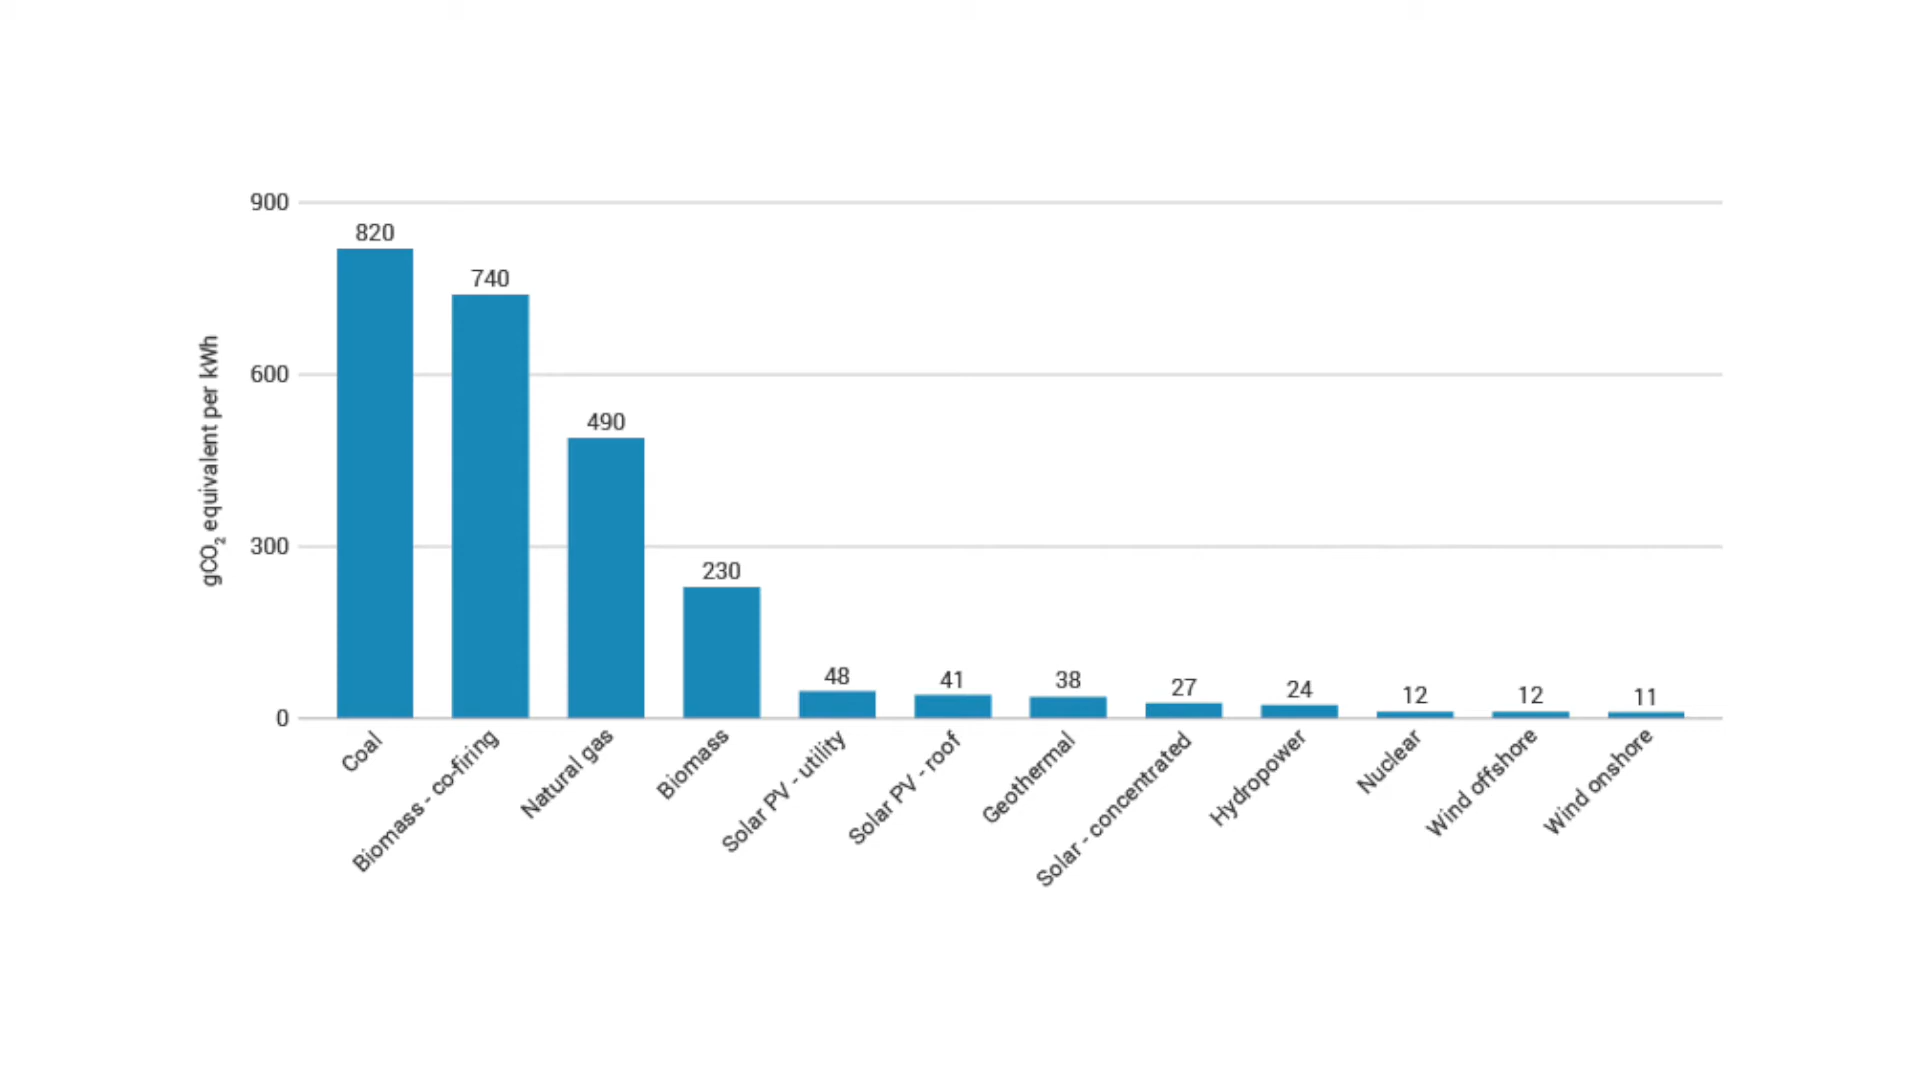 gCO₂ equivalent per kWh
900
600
300
0
820
740
490
230
48
41
38
27
24
12
12
11
Coal
Biomass - co-firing
Natural gas
Biomass
Solar PV - utility
Solar PV - roof
Geothermal
Solar - concentrated
Hydropower
Nuclear
Wind offshore
Wind onshore